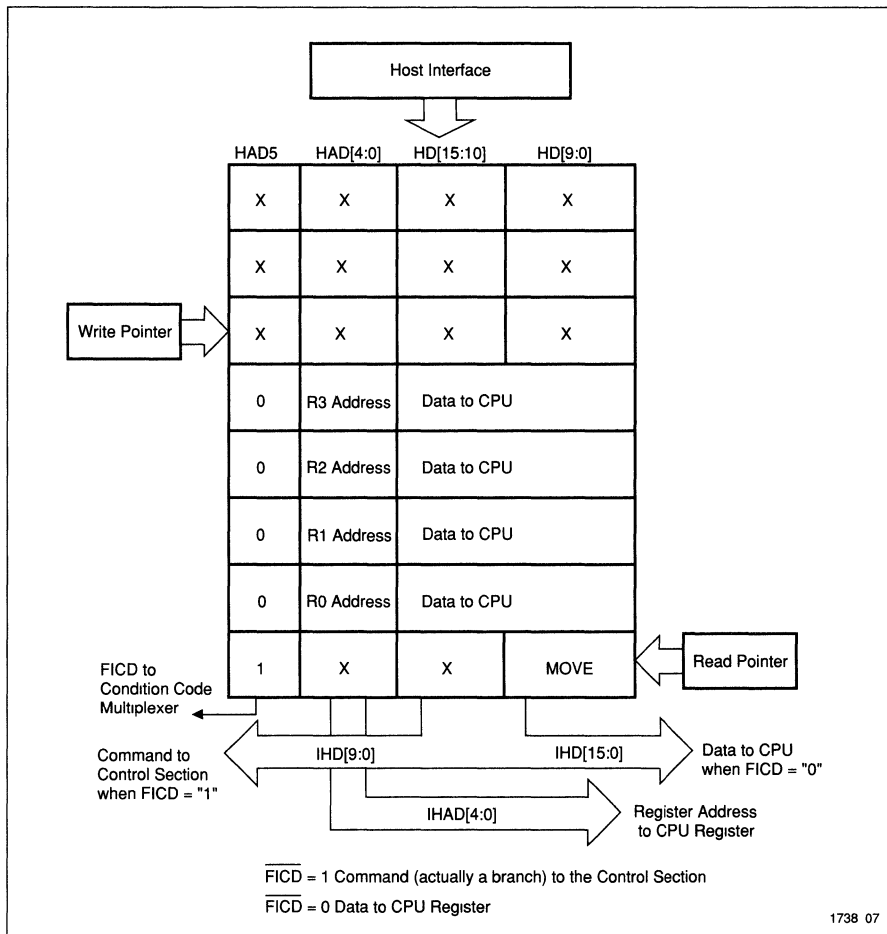 Host Interface
HAD5 HAD[4:0] HD[15:10] HD[9:0]
X X X X
X X X X
Write Pointer
X X X X
0 R3 Address Data to CPU
0 R2 Address Data to CPU
0 R1 Address Data to CPU
0 R0 Address Data to CPU
1 X X MOVE
Read Pointer
FICD to
Condition Code
Multiplexer
Command to
Control Section
when FICD = "1"
IHD[9:0]
IHD[15:0]
Data to CPU
when FICD = "0"
IHAD[4:0]
Register Address
to CPU Register
FICD = 1 Command (actually a branch) to the Control Section
FICD = 0 Data to CPU Register
1738 07